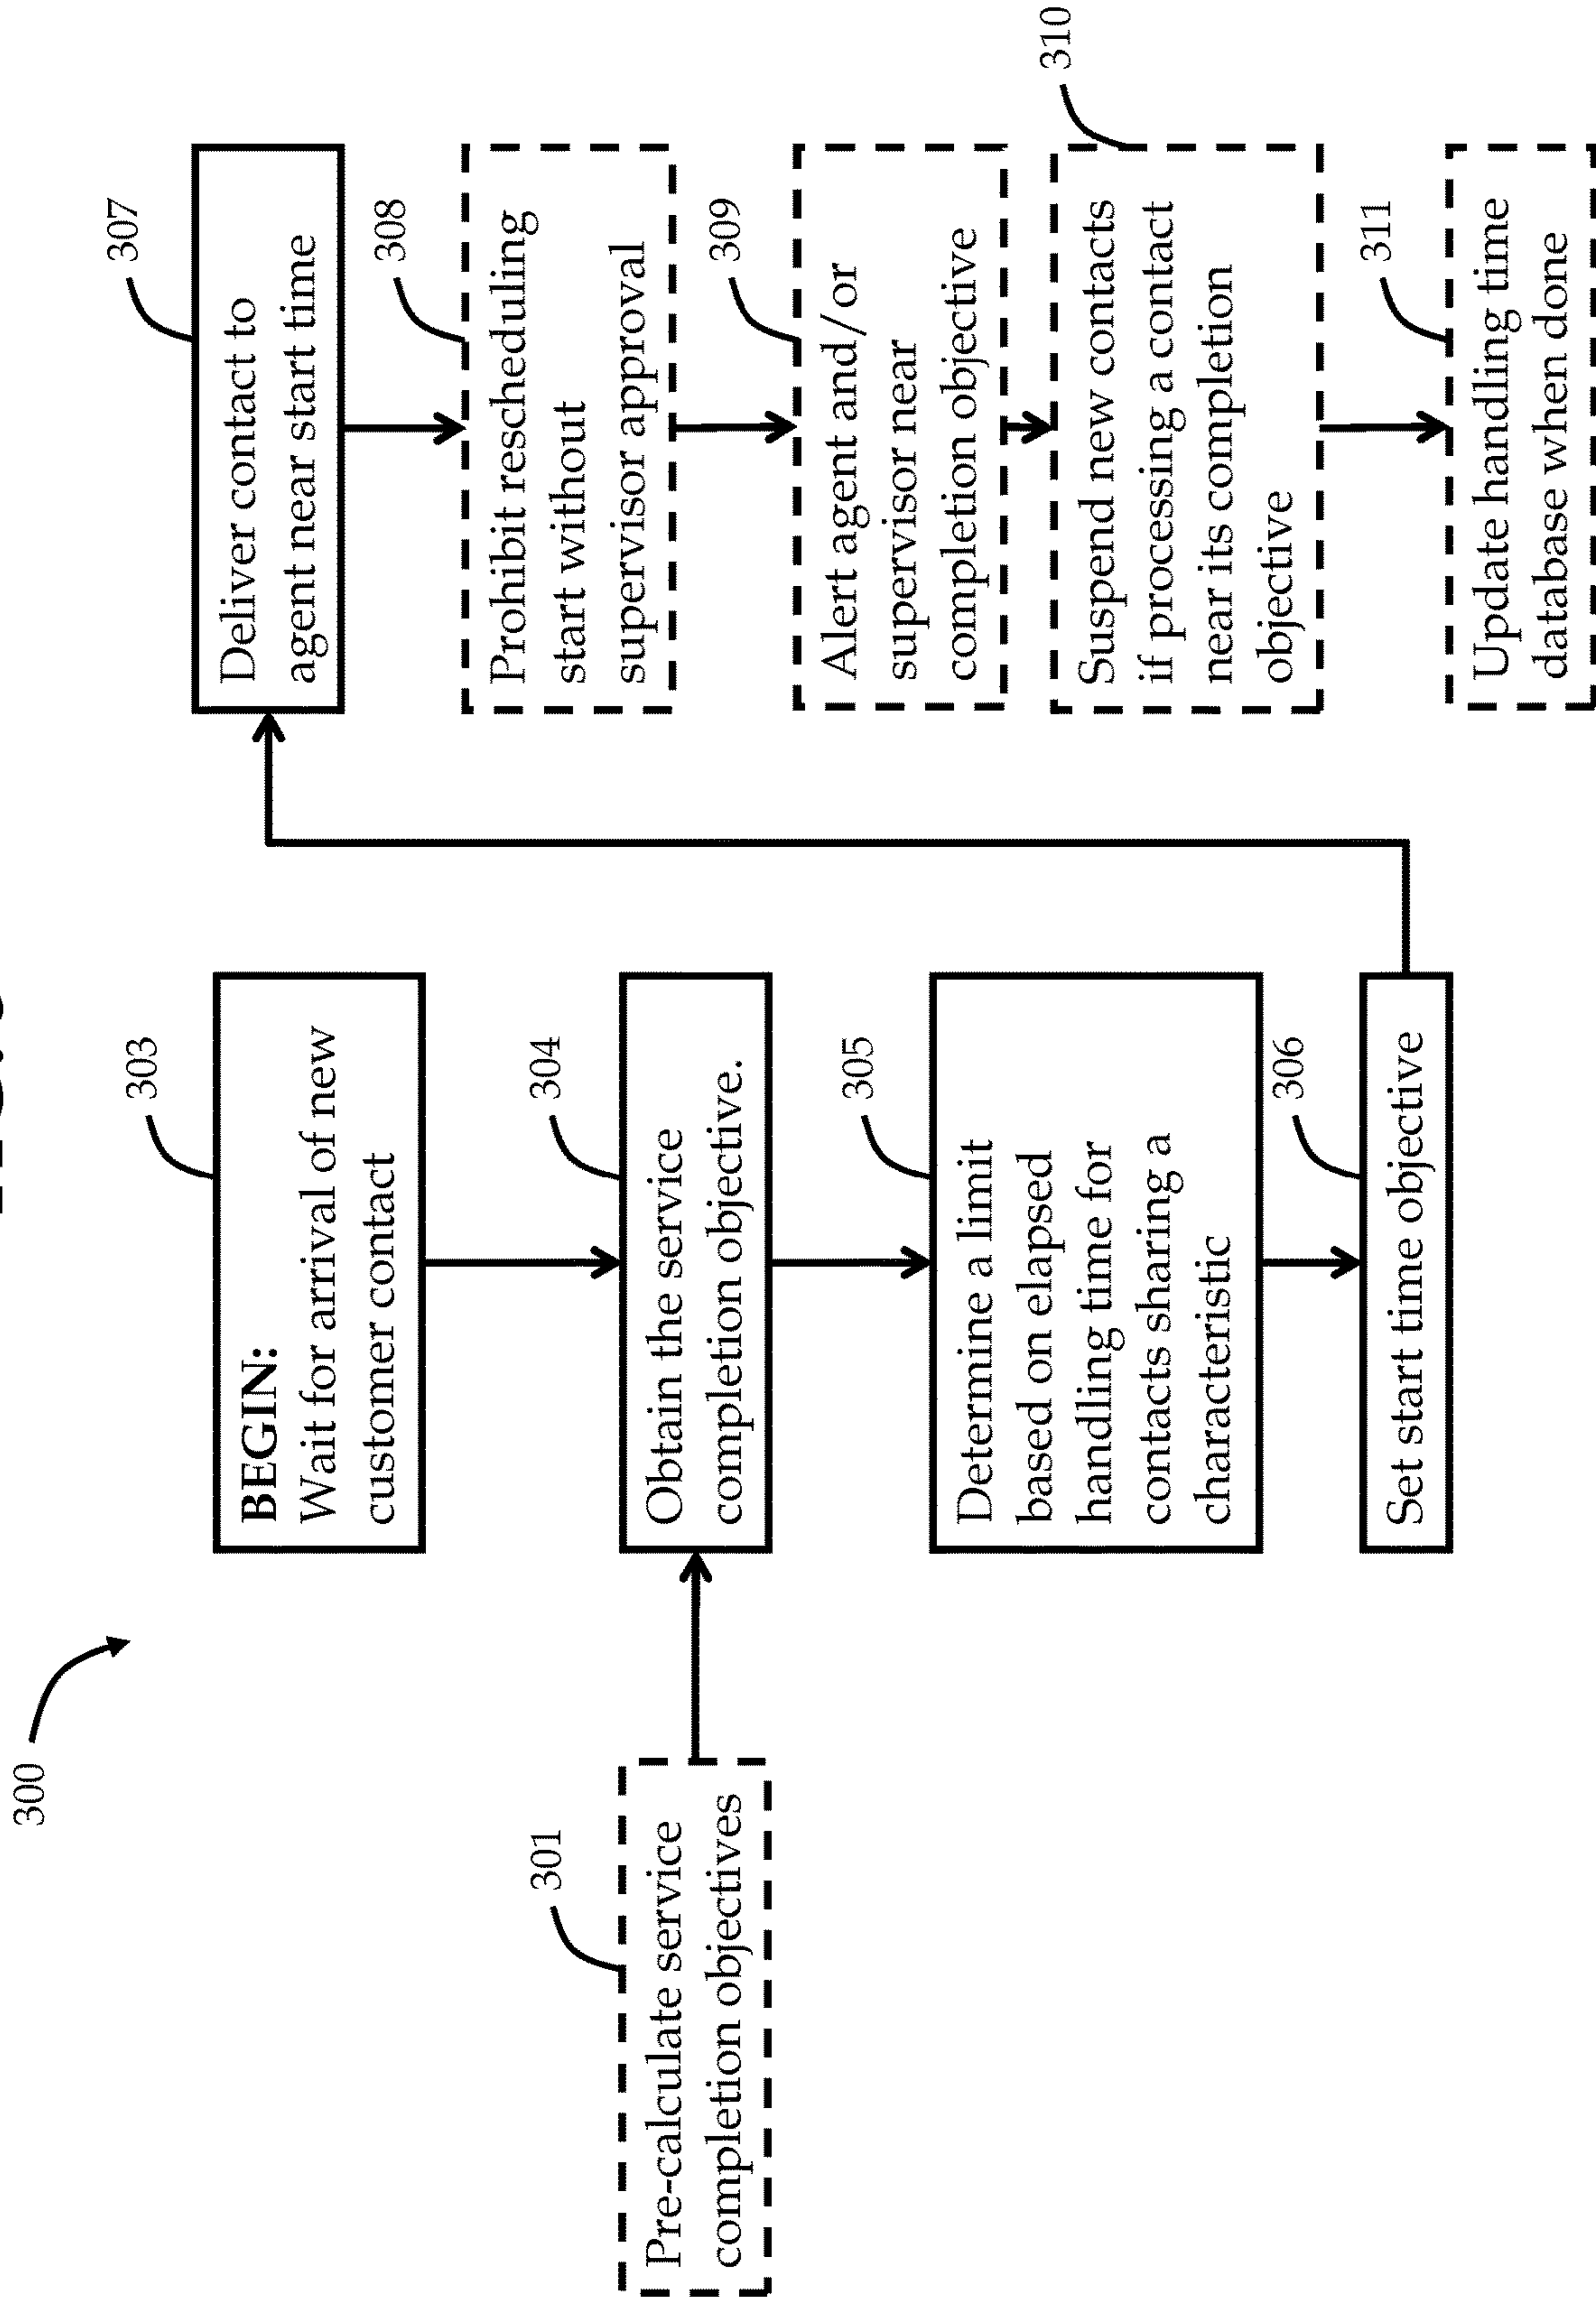 300
301
Pre-calculate service
completion objectives
303
BEGIN:
Wait for arrival of new
customer contact
304
Obtain the service
completion objective.
305
Determine a limit
based on elapsed
handling time for
contacts sharing a
characteristic
306
Set start time objective
307
Deliver contact to
agent near start time
308
Prohibit rescheduling
start without
supervisor approval
309
Alert agent and/or
supervisor near
completion objective
310
Suspend new contacts
if processing a contact
near its completion
objective
311
Update handling time
database when done